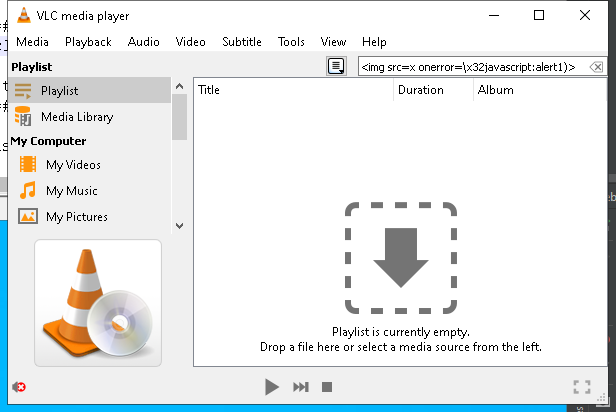 VLC media player
Media Playback Audio Video Subtitle Tools View Help
Playlist
<img src=x onerror=\x32javascript:alert1)>
Playlist
Media Library
My Computer
My Videos
My Music
My Pictures
Title Duration Album
Playlist is currently empty.
Drop a file here or select a media source from the left.